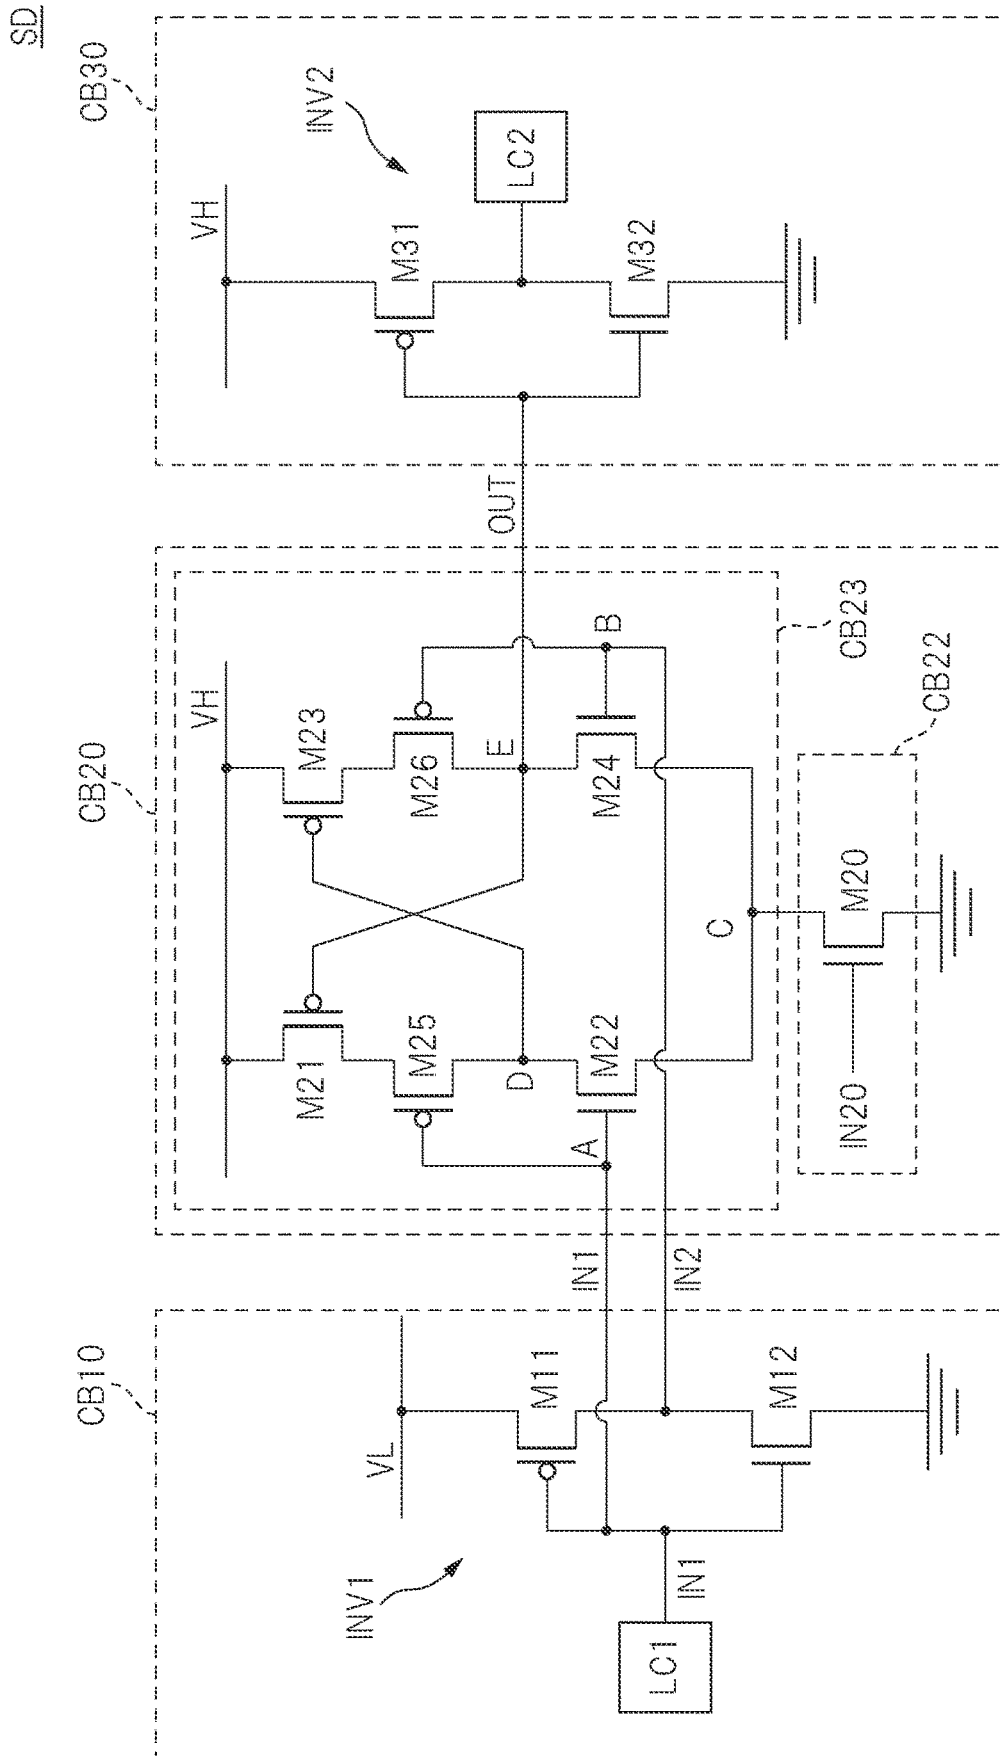 SD
CB10
CB20
CB30
INV1
VL
M11
M12
LC1
IN1
IN1
IN2
VH
M21
M23
M25
M26
D
E
A
M22
M24
B
C
CB23
CB22
IN20
M20
OUT
VH
INV2
M31
LC2
M32